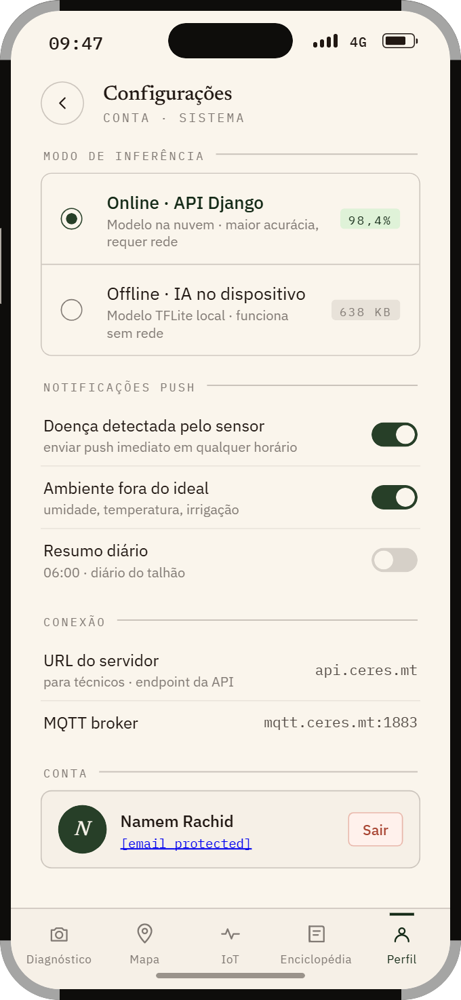 09:47
4G
Configurações
CONTA · SISTEMA
MODO DE INFERÊNCIA
Online · API Django
Modelo na nuvem · maior acurácia,
requer rede
98,4%
Offline · IA no dispositivo
Modelo TFLite local · funciona
sem rede
638 KB
NOTIFICAÇÕES PUSH
Doença detectada pelo sensor
enviar push imediato em qualquer horário
Ambiente fora do ideal
umidade, temperatura, irrigação
Resumo diário
06:00 · diário do talhão
CONEXÃO
URL do servidor
para técnicos · endpoint da API
api.ceres.mt
MQTT broker
mqtt.ceres.mt:1883
CONTA
N
Namem Rachid
[email protected]
Sair
Diagnóstico
Mapa
IoT
Enciclopédia
Perfil